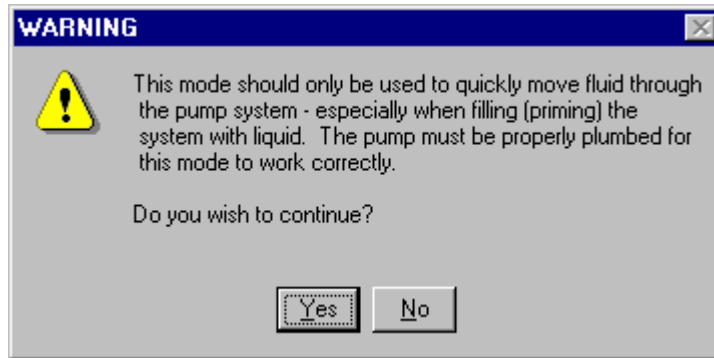 WARNING
This mode should only be used to quickly move fluid through
the pump system - especially when filling (priming) the
system with liquid.  The pump must be properly plumbed for
this mode to work correctly.
Do you wish to continue?
Yes
No